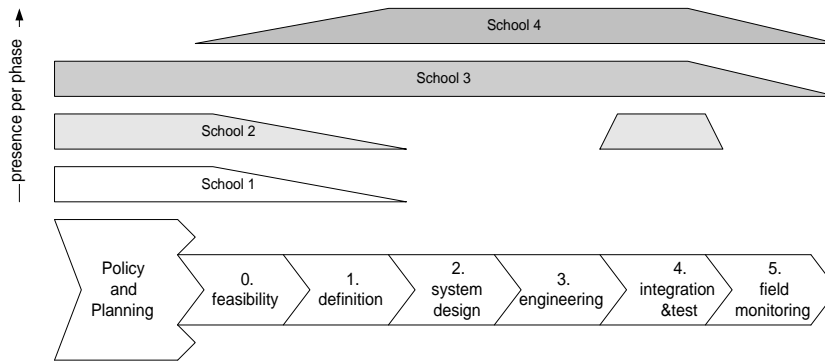 presence per phase
School 4
School 3
School 2
School 1
Policy
and
Planning
0.
feasibility
1.
definition
2.
system
design
3.
engineering
4.
integration
&test
5.
field
monitoring